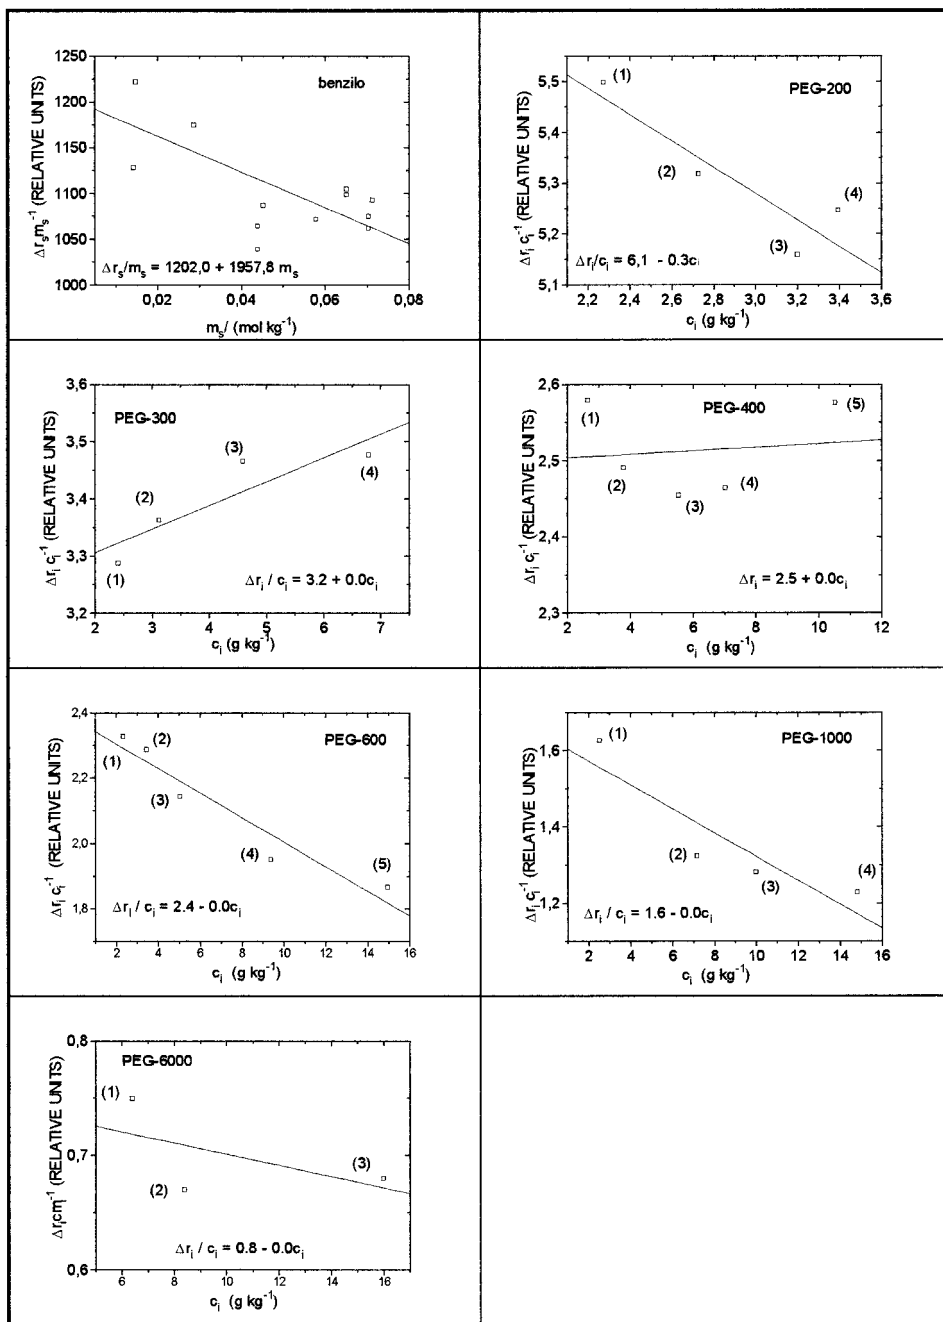 benzilo
Δr_s m_s^-1 (RELATIVE UNITS)
1250
1200
1150
1100
1050
1000
Δr_s/m_s = 1202,0 + 1957,8 m_s
0,02 0,04 0,06 0,08
m_s/ (mol kg^-1)
PEG-200
Δr_i c_i^-1 (RELATIVE UNITS)
5,5
5,4
5,3
5,2
5,1
(1)
(2)
(3)
(4)
Δr_i/c_i = 6,1 - 0.3c_i
2,2 2,4 2,6 2,8 3,0 3,2 3,4 3,6
c_i (g kg^-1)
PEG-300
Δr_i c_i^-1 (RELATIVE UNITS)
3,6
3,5
3,4
3,3
3,2
(1)
(2)
(3)
(4)
Δr_i / c_i = 3.2 + 0.0c_i
2 3 4 5 6 7
c_i (g kg^-1)
PEG-400
Δr_i c_i^-1 (RELATIVE UNITS)
2,6
2,5
2,4
2,3
(1)
(2)
(3)
(4)
(5)
Δr_i = 2.5 + 0.0c_i
2 4 6 8 10 12
c_i (g kg^-1)
PEG-600
Δr_i c_i^-1 (RELATIVE UNITS)
2,4
2,2
2,0
1,8
(1)
(2)
(3)
(4)
(5)
Δr_i / c_i = 2.4 - 0.0c_i
2 4 6 8 10 12 14 16
c_i (g kg^-1)
PEG-1000
Δr_i c_i^-1 (RELATIVE UNITS)
1,6
1,4
1,2
(1)
(2)
(3)
(4)
Δr_i / c_i = 1.6 - 0.0c_i
2 4 6 8 10 12 14 16
c_i (g kg^-1)
PEG-6000
Δr_i cm^-1 (RELATIVE UNITS)
0,8
0,7
0,6
(1)
(2)
(3)
Δr_i / c_i = 0.8 - 0.0c_i
6 8 10 12 14 16
c_i (g kg^-1)